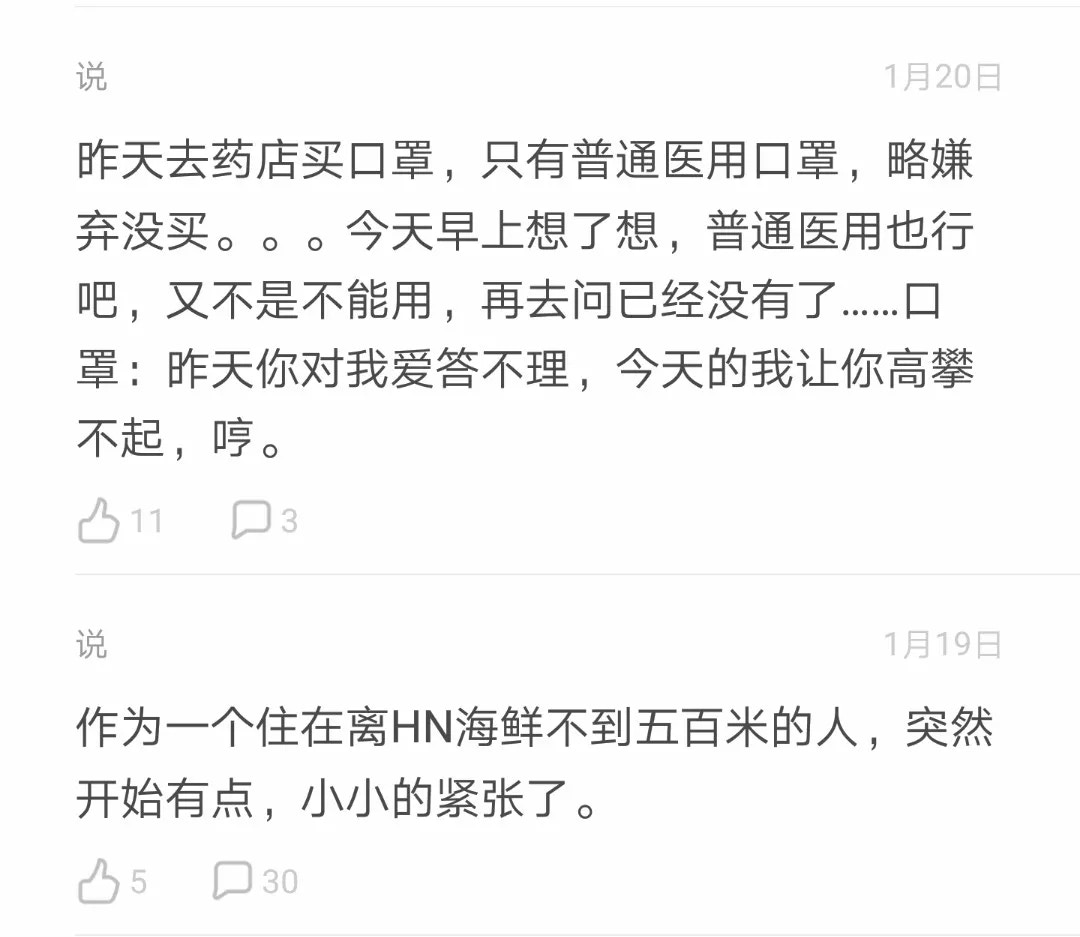 说 1月20日
昨天去药店买口罩，只有普通医用口罩，略嫌
弃没买。。。今天早上想了想，普通医用也行
吧，又不是不能用，再去问已经没有了……口
罩：昨天你对我爱答不理，今天的我让你高攀
不起，哼。
11 3
说 1月19日
作为一个住在离HN海鲜不到五百米的人，突然
开始有点，小小的紧张了。
5 30